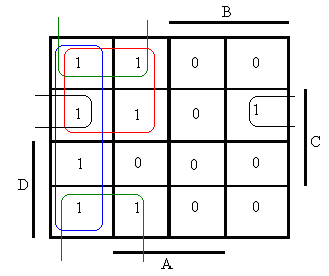 B
1 1 0 0
1 1 0 1
C
1 0 0 0
D
1 1 0 0
A